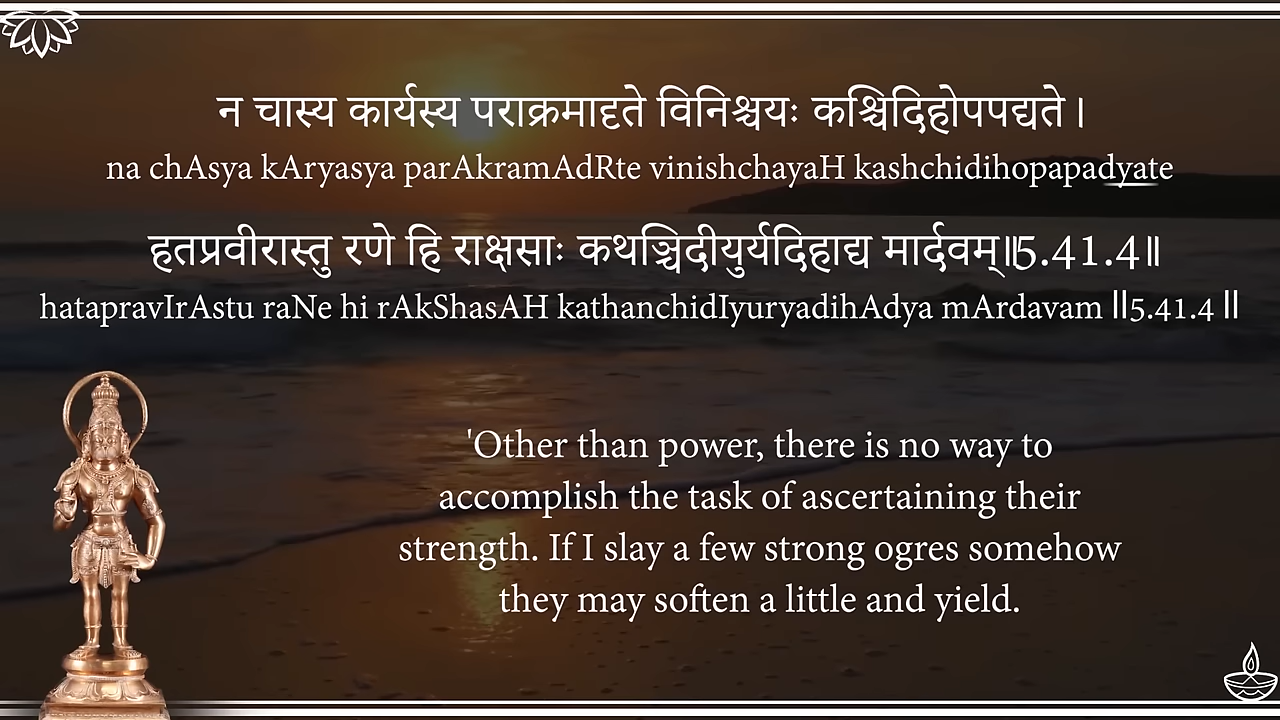 न चास्य कार्यस्य पराक्रमादृते विनिश्चयः कश्चिदिहोपपद्यते।
na chAsya kAryasya parAkramAdRte vinishchayaH kashchidihopapadyate
हतप्रवीरास्तु रणे हि राक्षसाः कथञ्चिदीयुर्यदिहाद्य मार्दवम्॥5.41.4॥
hatapravIrAstu raNe hi rAkShasAH kathanchidIyuryadihAdya mArdavam ||5.41.4||
'Other than power, there is no way to
accomplish the task of ascertaining their
strength. If I slay a few strong ogres somehow
they may soften a little and yield.